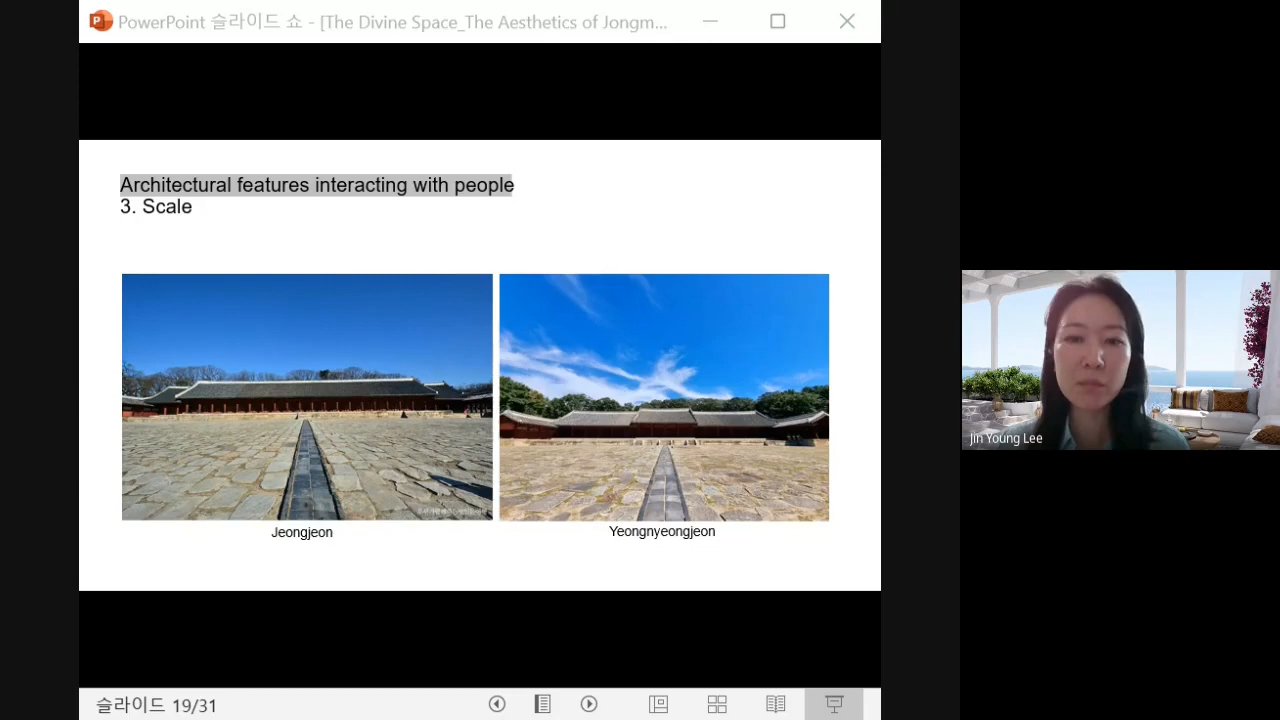 PowerPoint 슬라이드 쇼 - [The Divine Space_The Aesthetics of Jongm...
Architectural features interacting with people
3. Scale
Jeongjeon
Yeongnyeongjeon
Jin Young Lee
슬라이드 19/31